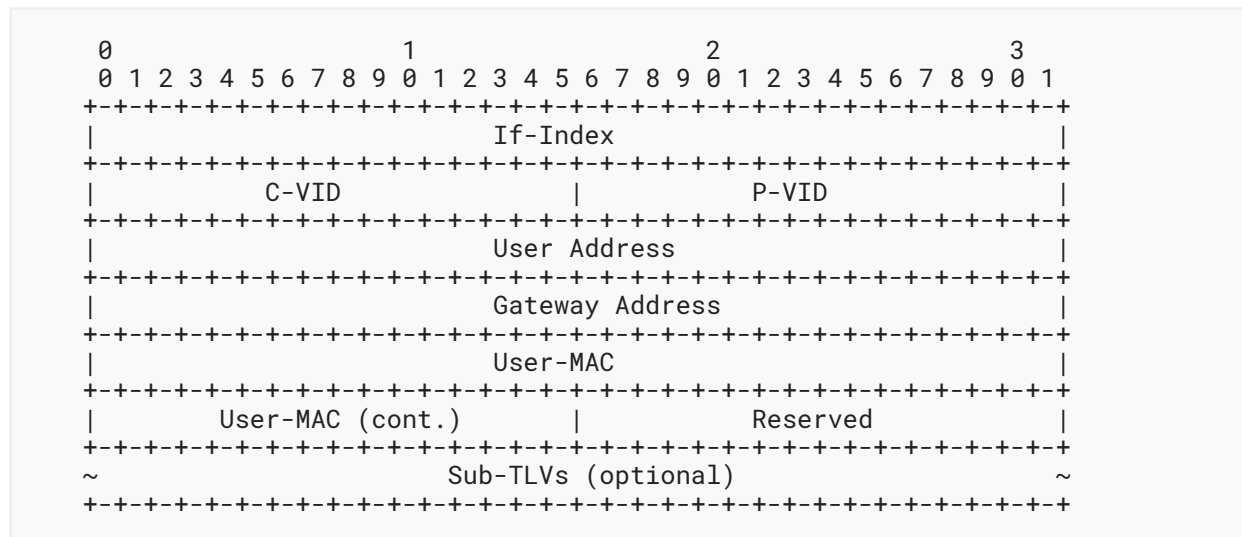 0                   1                   2                   3
 0 1 2 3 4 5 6 7 8 9 0 1 2 3 4 5 6 7 8 9 0 1 2 3 4 5 6 7 8 9 0 1
+-+-+-+-+-+-+-+-+-+-+-+-+-+-+-+-+-+-+-+-+-+-+-+-+-+-+-+-+-+-+-+-+
|                          If-Index                             |
+-+-+-+-+-+-+-+-+-+-+-+-+-+-+-+-+-+-+-+-+-+-+-+-+-+-+-+-+-+-+-+-+
|           C-VID               |           P-VID               |
+-+-+-+-+-+-+-+-+-+-+-+-+-+-+-+-+-+-+-+-+-+-+-+-+-+-+-+-+-+-+-+-+
|                          User Address                         |
+-+-+-+-+-+-+-+-+-+-+-+-+-+-+-+-+-+-+-+-+-+-+-+-+-+-+-+-+-+-+-+-+
|                          Gateway Address                      |
+-+-+-+-+-+-+-+-+-+-+-+-+-+-+-+-+-+-+-+-+-+-+-+-+-+-+-+-+-+-+-+-+
|                          User-MAC                             |
+-+-+-+-+-+-+-+-+-+-+-+-+-+-+-+-+-+-+-+-+-+-+-+-+-+-+-+-+-+-+-+-+
|        User-MAC (cont.)       |           Reserved            |
+-+-+-+-+-+-+-+-+-+-+-+-+-+-+-+-+-+-+-+-+-+-+-+-+-+-+-+-+-+-+-+-+
~                       Sub-TLVs (optional)                     ~
+-+-+-+-+-+-+-+-+-+-+-+-+-+-+-+-+-+-+-+-+-+-+-+-+-+-+-+-+-+-+-+-+